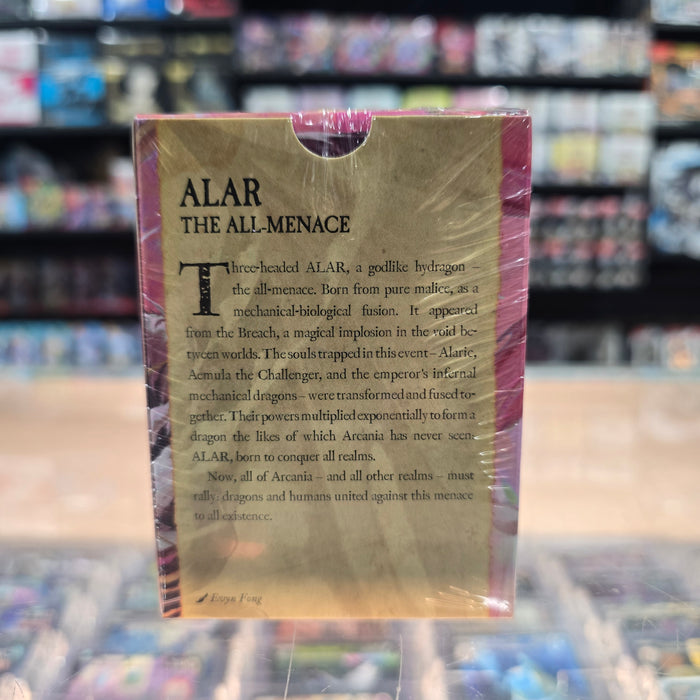 ALAR
THE ALL-MENACE
Three-headed ALAR, a godlike hydragon –
the all-menace. Born from pure malice, as a
mechanical-biological fusion. It appeared
from the Breach, a magical implosion in the void be-
tween worlds. The souls trapped in this event – Alaric,
Aemula the Challenger, and the emperor's infernal
mechanical dragons – were transformed and fused to-
gether. Their powers multiplied exponentially to form a
dragon the likes of which Arcania has never seen:
ALAR, born to conquer all realms.
Now, all of Arcania – and all other realms – must
rally: dragons and humans united against this menace
to all existence.
Fong